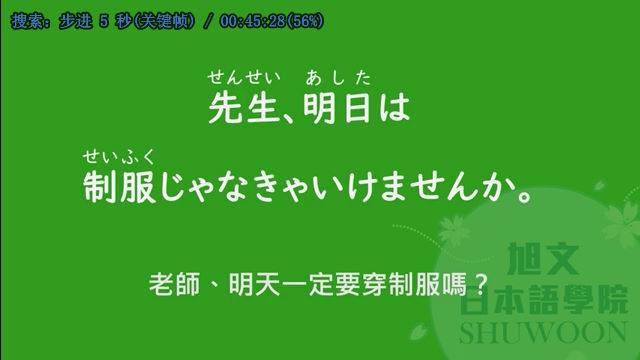 搜索: 步进 5 秒(关键帧) / 00:45:28(56%)
せんせい あした
先生、明日は
せいふく
制服じゃなきゃいけませんか。
老師、明天一定要穿制服嗎？
旭文
日本語學院
SHUWOON